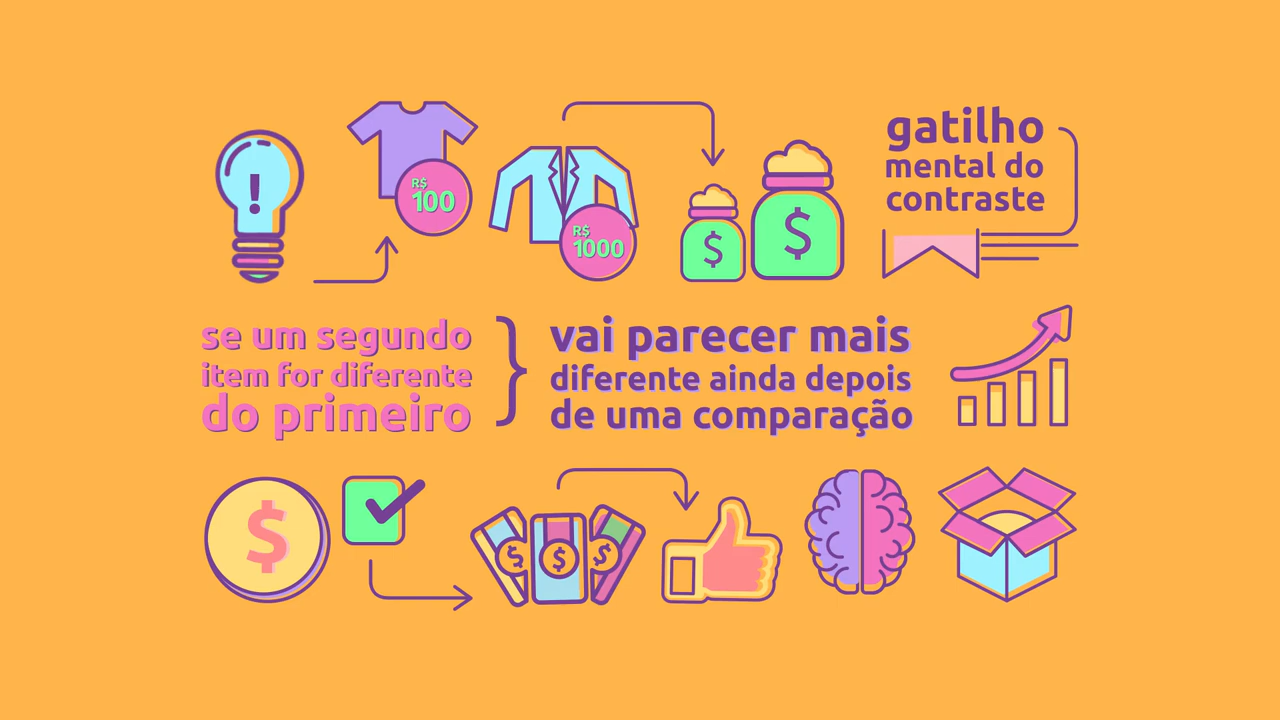 !
R$
100
R$
1000
$
$
gatilho
mental do
contraste
se um segundo
item for diferente
do primeiro
}
vai parecer mais
diferente ainda depois
de uma comparação
$
$
$
$